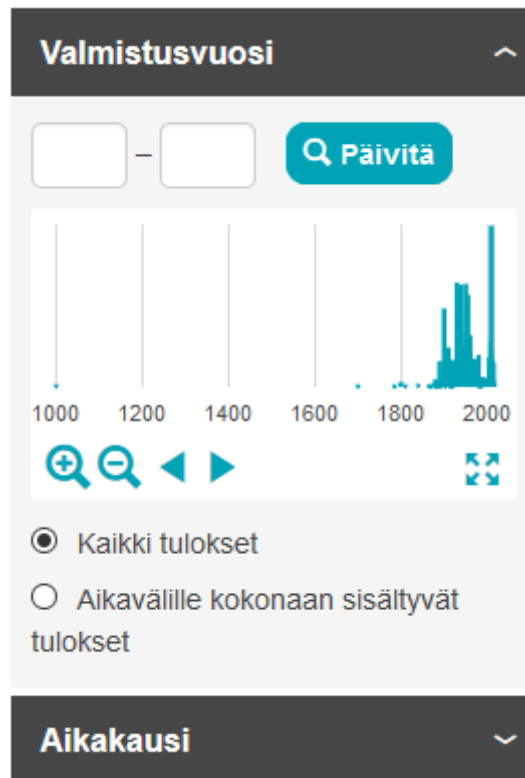 Valmistusvuosi
– Päivitä
1000 1200 1400 1600 1800 2000
Kaikki tulokset
Aikavälille kokonaan sisältyvät
tulokset
Aikakausi